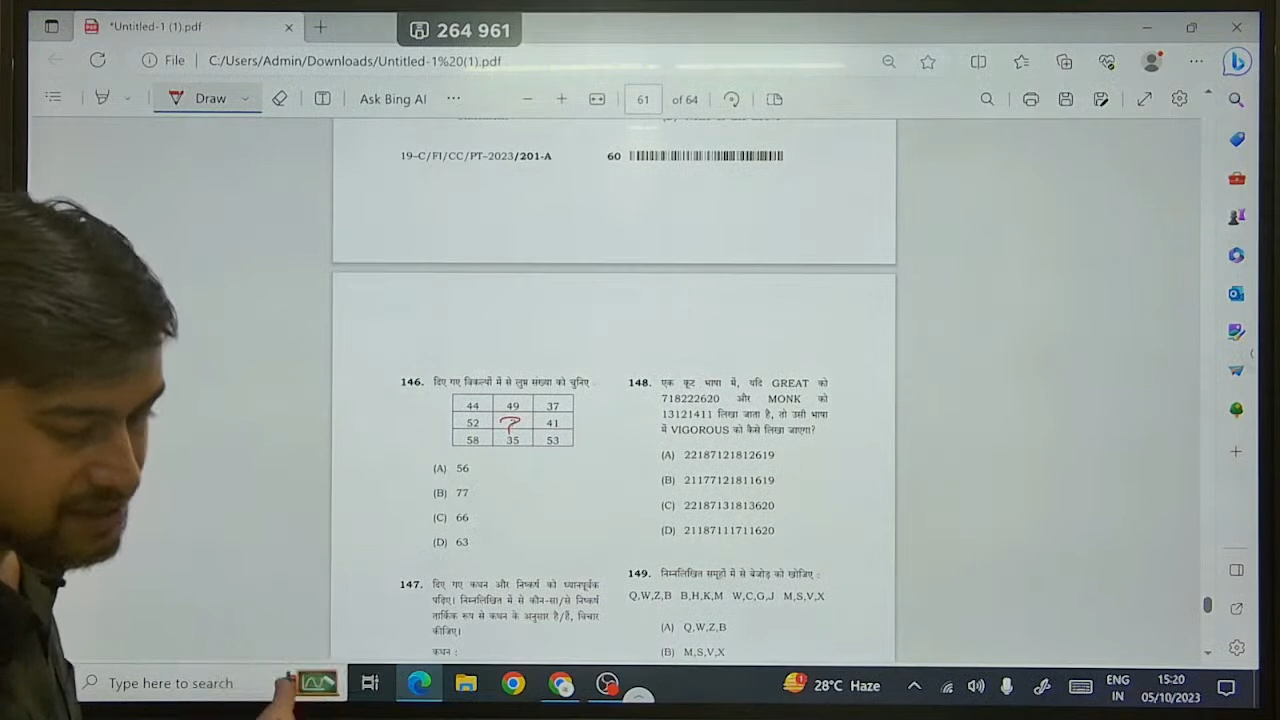 *Untitled-1 (1).pdf
264 961
File
C:/Users/Admin/Downloads/Untitled-1%20(1).pdf
Draw
Ask Bing AI
61 of 64
19-C/FI/CC/PT-2023/201-A 60
146. दिए गए विकल्पों में से लुप्त संख्या को चुनिए
44 49 37
52 ? 41
58 35 53
(A) 56
(B) 77
(C) 66
(D) 63
147. दिए गए कथन और निष्कर्ष को ध्यानपूर्वक
पढ़िए। निम्नलिखित में से कौन-सा/से निष्कर्ष
तार्किक रूप से कथन के अनुसार है/हैं, विचार
कीजिए।
कथन :
148. एक कूट भाषा में, यदि GREAT को
718222620 और MONK को
13121411 लिखा जाता है, तो उसी भाषा
में VIGOROUS को कैसे लिखा जाएगा?
(A) 22187121812619
(B) 21177121811619
(C) 22187131813620
(D) 21187111711620
149. निम्नलिखित समूहों में से बेजोड़ को खोजिए :
Q,W,Z,B B,H,K,M W,C,G,J M,S,V,X
(A) Q,W,Z,B
(B) M,S,V,X
Type here to search
28°C Haze
ENG
IN
15:20
05/10/2023